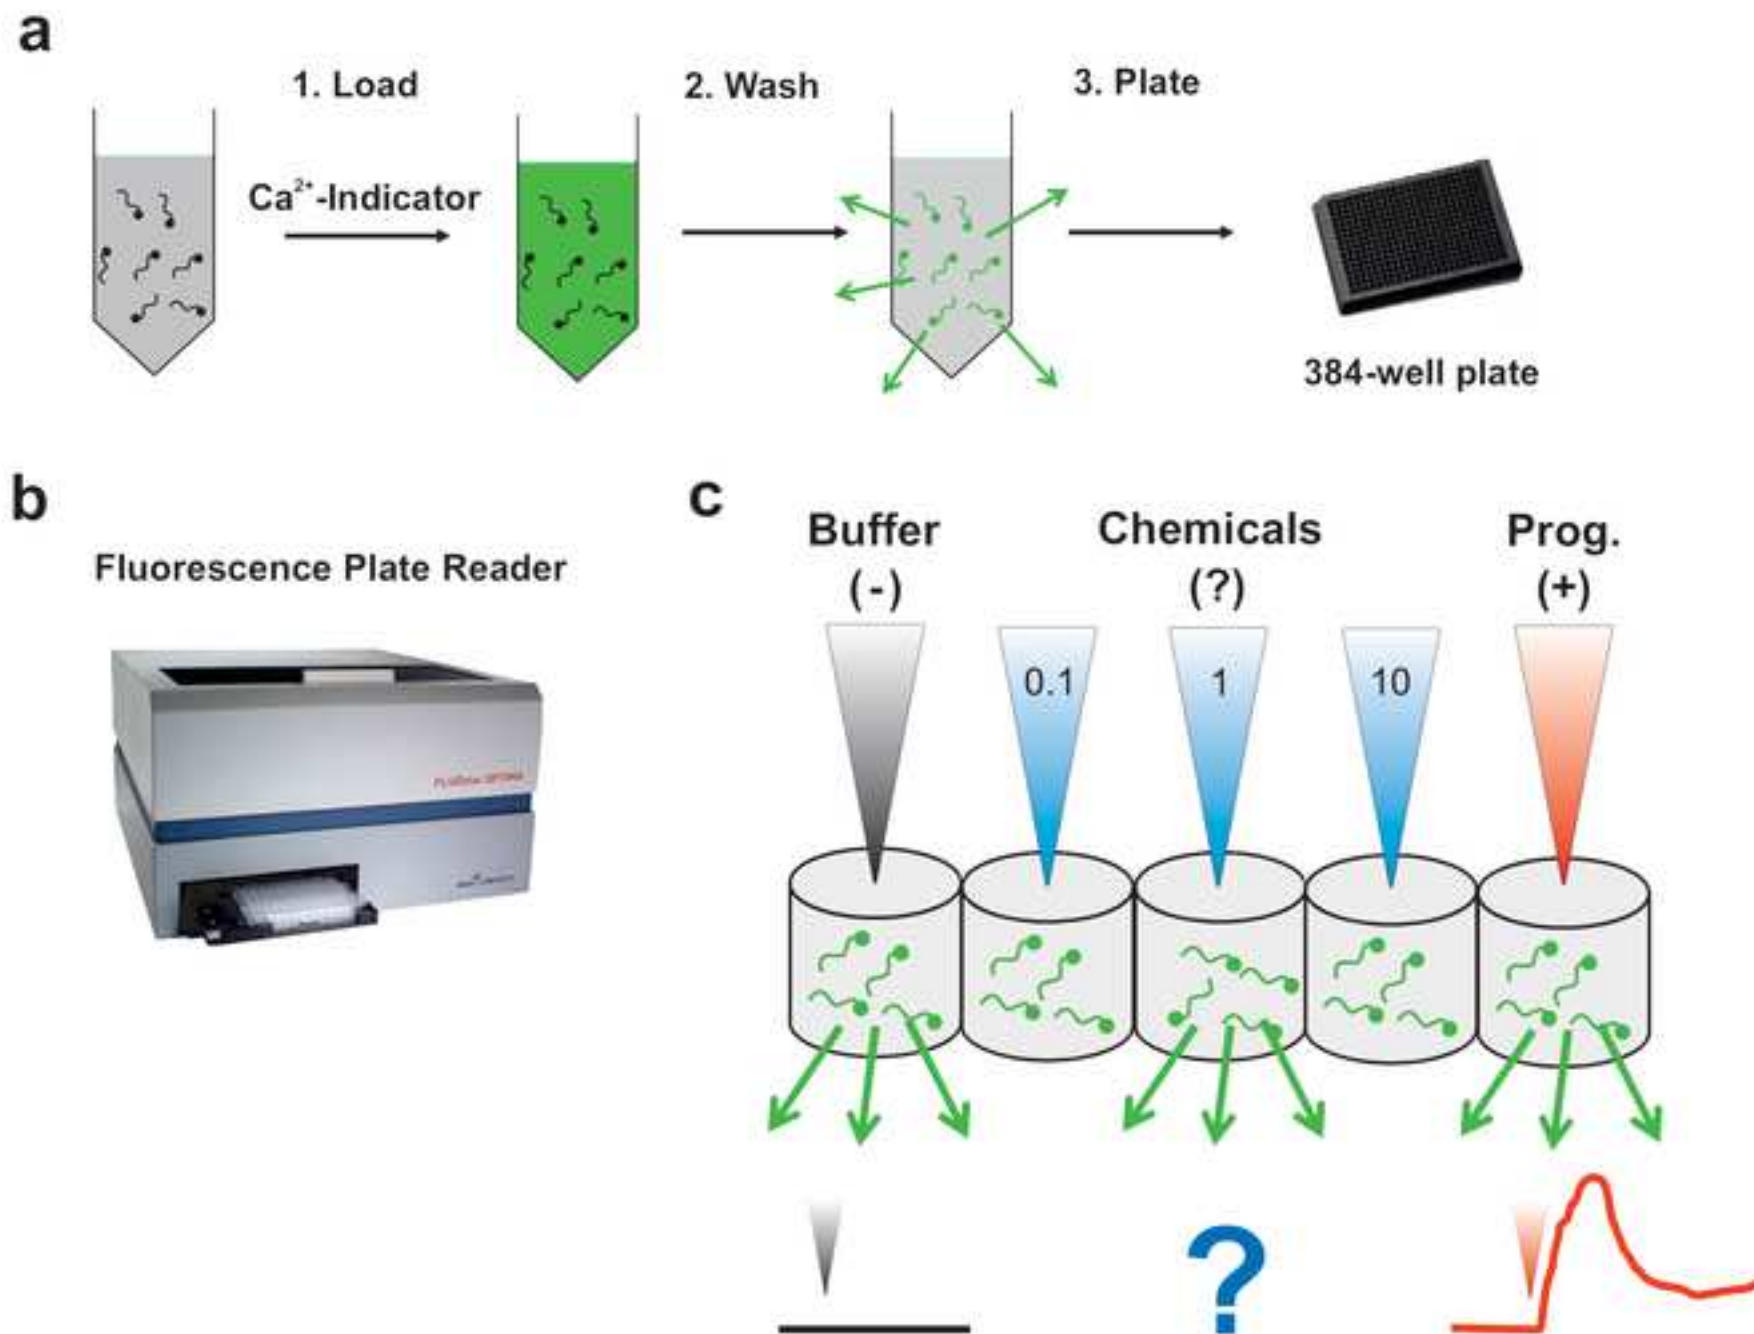 a
1. Load
2. Wash
3. Plate
Ca²⁺-Indicator
384-well plate
b
Fluorescence Plate Reader
c
Buffer
(-)
Chemicals
(?)
Prog.
(+)
0.1
1
10
?